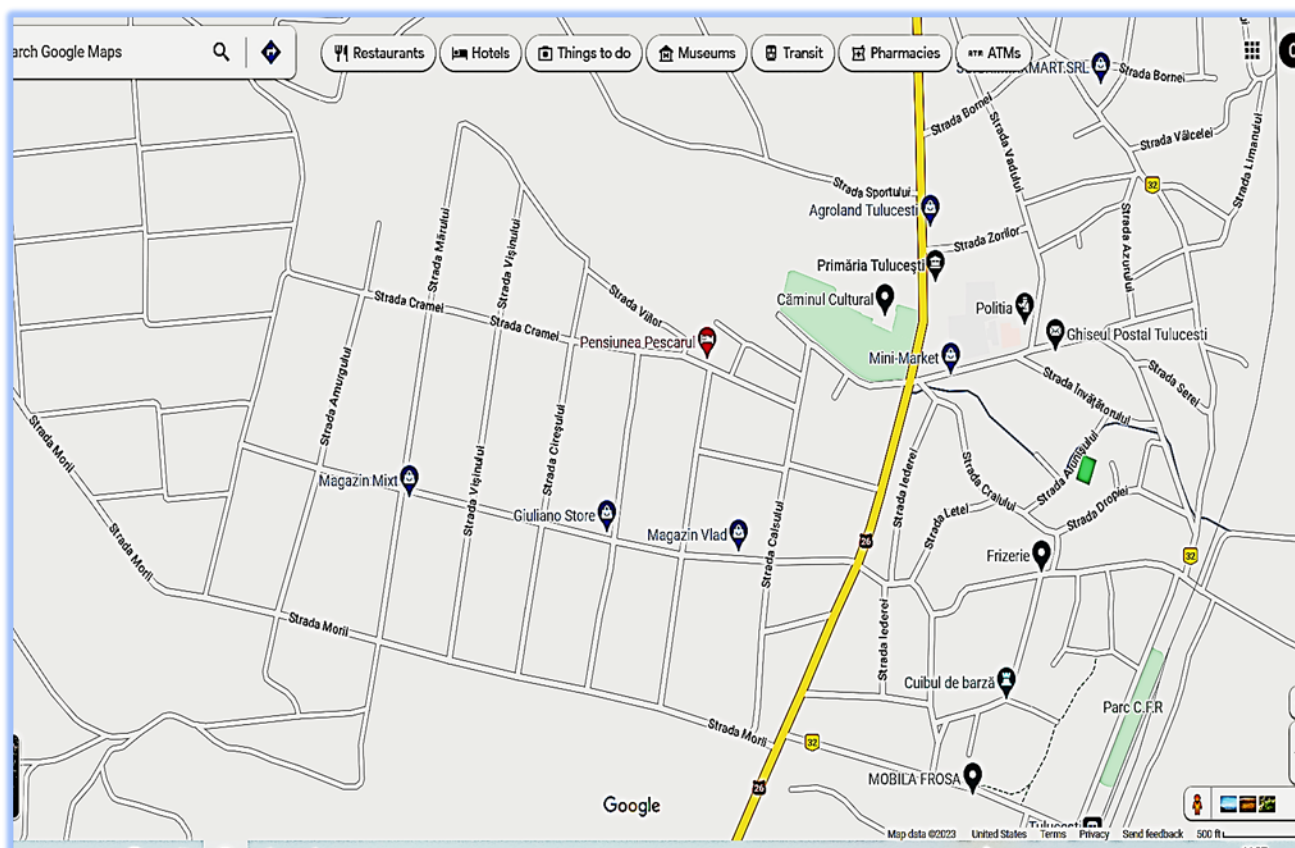 arch Google Maps
Restaurants
Hotels
Things to do
Museums
Transit
Pharmacies
ATMs
Strada Bornei
Strada Bornei
Strada Vadului
Strada Vâlcelei
Strada Limanului
32
Strada Sportului
Agroland Tulucesti
Strada Azurului
Strada Mărului
Strada Vișinului
Strada Zorilor
Primăria Tulucești
Căminul Cultural
Strada Viilor
Strada Cramei
Strada Cramei
Pensiunea Pescarul
Politia
Ghiseul Postal Tulucesti
Mini-Market
Strada Învățătorului
Strada Serei
Strada Amurgului
Strada Morii
Strada Cireșului
Strada Vișinului
Magazin Mixt
Giuliano Store
Magazin Vlad
Strada Caisului
Strada Iederei
Strada Craiului
Strada Arinișului
Strada Letei
Strada Dropiei
26
Frizerie
32
Strada Morii
Strada Morii
Strada Iederei
Cuibul de barză
Parc C.F.R
Strada Morii
32
MOBILA FROSA
26
Google
Tulucesti
Map data ©2023 United States Terms Privacy Send feedback 500 ft